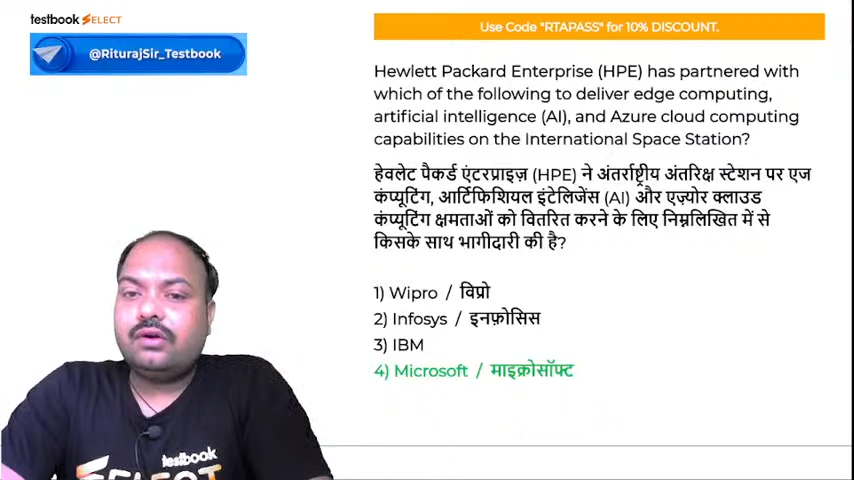 testbook SELECT
@RiturajSir_Testbook
Use Code "RTAPASS" for 10% DISCOUNT.
Hewlett Packard Enterprise (HPE) has partnered with
which of the following to deliver edge computing,
artificial intelligence (AI), and Azure cloud computing
capabilities on the International Space Station?
हेवलेट पैकर्ड एंटरप्राइज़ (HPE) ने अंतर्राष्ट्रीय अंतरिक्ष स्टेशन पर एज
कंप्यूटिंग, आर्टिफिशियल इंटेलिजेंस (AI) और एज़्योर क्लाउड
कंप्यूटिंग क्षमताओं को वितरित करने के लिए निम्नलिखित में से
किसके साथ भागीदारी की है?
1) Wipro / विप्रो
2) Infosys / इनफ़ोसिस
3) IBM
4) Microsoft / माइक्रोसॉफ्ट
testbook
SELECT